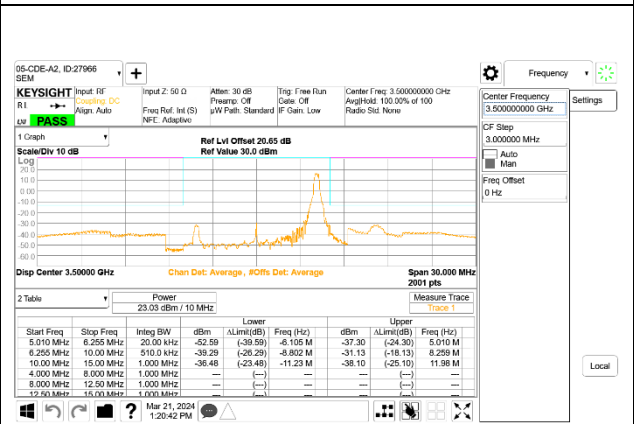 05-CDE-A2, ID:27966
SEM
Frequency
KEYSIGHT
Input: RF
Coupling: DC
Align: Auto
Input Z: 50 Ω
Freq Ref: Int (S)
NFE: Adaptive
Atten: 30 dB
Preamp: Off
µW Path: Standard
Trig: Free Run
Gate: Off
IF Gain: Low
Center Freq: 3.500000000 GHz
Avg|Hold: 100.00% of 100
Radio Std: None
PASS
Center Frequency
3.500000000 GHz
Settings
CF Step
3.000000 MHz
Auto
Man
Freq Offset
0 Hz
1 Graph
Scale/Div 10 dB
Ref Lvl Offset 20.65 dB
Ref Value 30.0 dBm
Log
20.0
10.0
0.00
-10.0
-20.0
-30.0
-40.0
-50.0
-60.0
Disp Center 3.50000 GHz
Chan Det: Average, #Offs Det: Average
Span 30.000 MHz
2001 pts
2 Table
Power
23.03 dBm / 10 MHz
Measure Trace
Trace 1
Lower Upper
Start Freq Stop Freq Integ BW dBm ΔLimit(dB) Freq (Hz) dBm ΔLimit(dB) Freq (Hz)
5.010 MHz 6.255 MHz 20.00 kHz -52.59 (-39.59) -6.105 M -37.30 (-24.30) 5.010 M
6.255 MHz 10.00 MHz 510.0 kHz -39.29 (-26.29) -8.802 M -31.13 (-18.13) 8.259 M
10.00 MHz 15.00 MHz 1.000 MHz -36.48 (-23.48) -11.23 M -38.10 (-25.10) 11.98 M
4.000 MHz 8.000 MHz 1.000 MHz --- (---) --- --- (---) ---
8.000 MHz 12.50 MHz 1.000 MHz --- (---) --- --- (---) ---
12.50 MHz 15.00 MHz 1.000 MHz --- (---) --- --- (---) ---
Local
Mar 21, 2024
1:20:42 PM